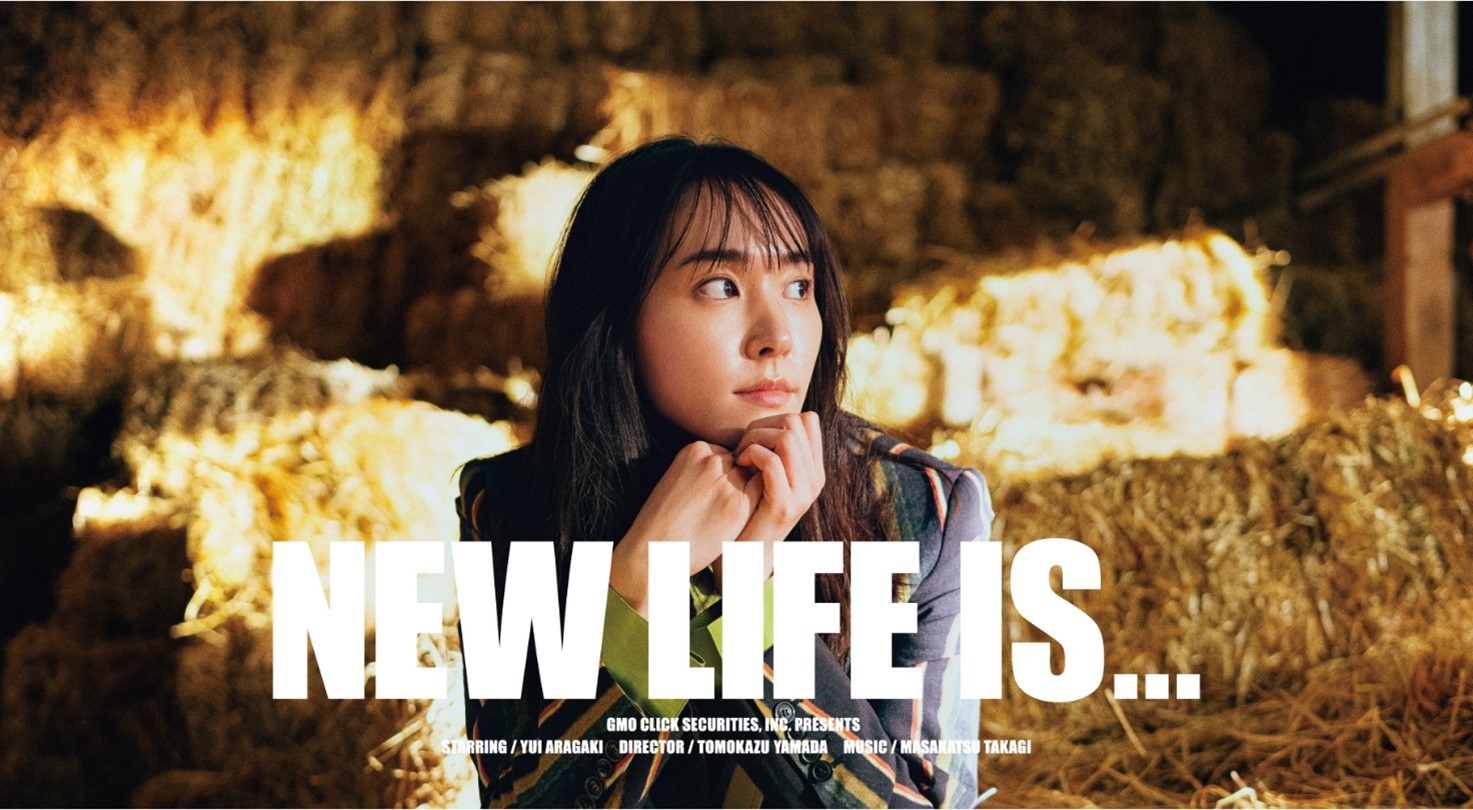 NEW LIFE IS...
GMO CLICK SECURITIES, INC. PRESENTS
STARRING / YUI ARAGAKI DIRECTOR / TOMOKAZU YAMADA MUSIC / MASAKATSU TAKAGI